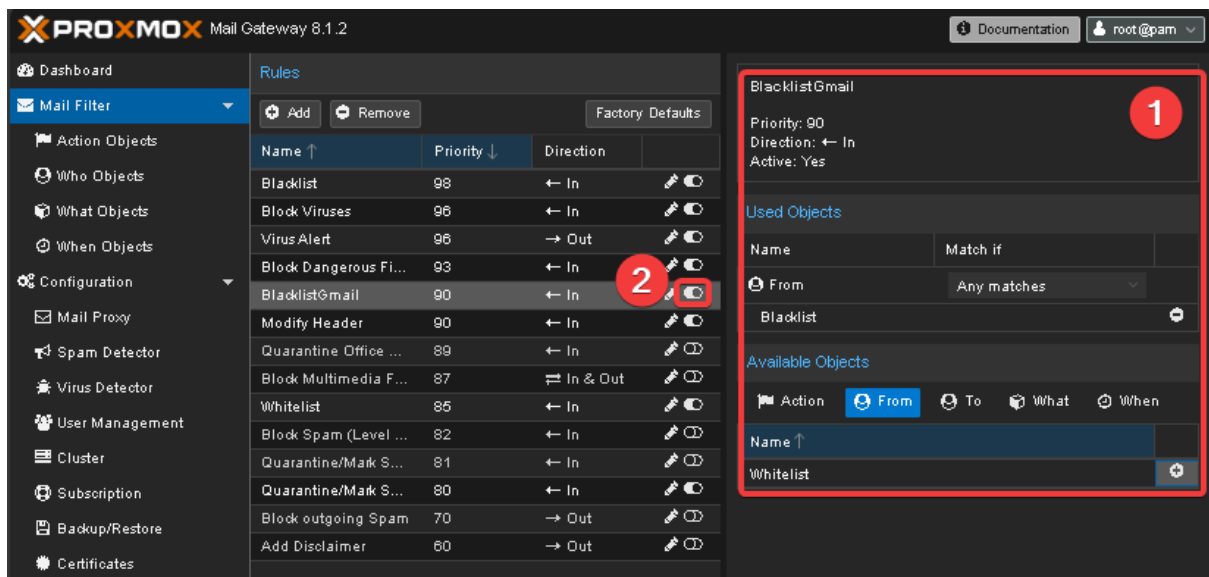 PROXMOX Mail Gateway 8.1.2
Documentation
root@pam
Dashboard
Mail Filter
Action Objects
Who Objects
What Objects
When Objects
Configuration
Mail Proxy
Spam Detector
Virus Detector
User Management
Cluster
Subscription
Backup/Restore
Certificates
Rules
Add Remove Factory Defaults
Name ↑ Priority ↓ Direction
Blacklist 98 ← In
Block Viruses 96 ← In
Virus Alert 96 → Out
Block Dangerous Fi... 93 ← In
BlacklistGmail 90 ← In
2
Modify Header 90 ← In
Quarantine Office ... 89 ← In
Block Multimedia F... 87 ⇄ In & Out
Whitelist 85 ← In
Block Spam (Level ... 82 ← In
Quarantine/Mark S... 81 ← In
Quarantine/Mark S... 80 ← In
Block outgoing Spam 70 → Out
Add Disclaimer 60 → Out
BlacklistGmail
1
Priority: 90
Direction: ← In
Active: Yes
Used Objects
Name Match if
From Any matches
Blacklist
Available Objects
Action From To What When
Name ↑
Whitelist